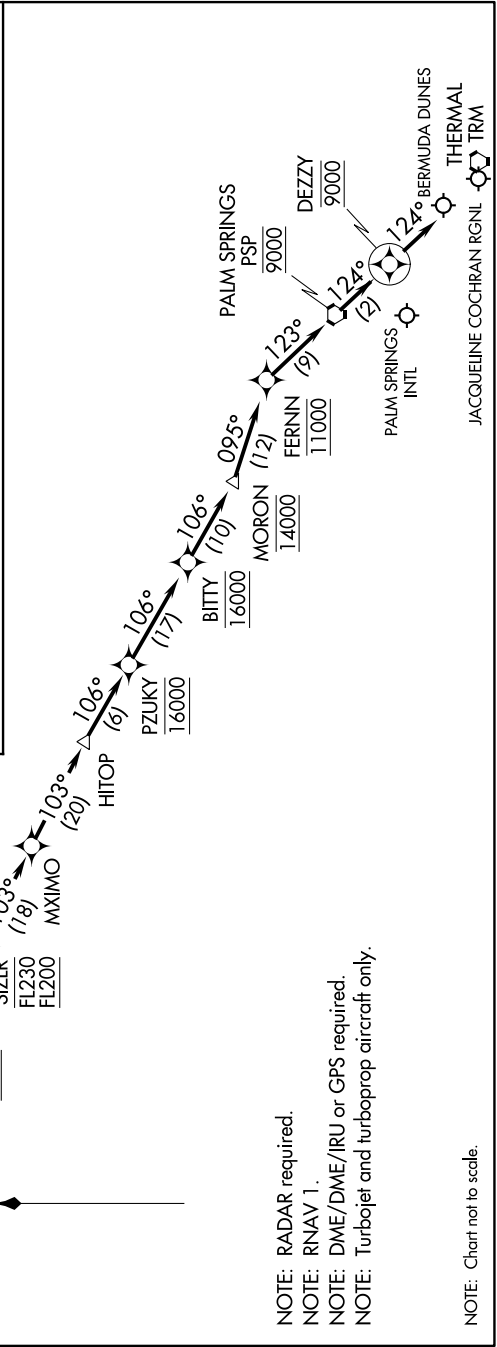 (18)
FL230
FL200
MXIMO
103°
(20)
HITOP
106°
(6)
PZUKY
16000
106°
(17)
BITTY
16000
106°
(10)
MORON
14000
095°
(12)
FERNN
11000
123°
(9)
PALM SPRINGS
PSP
9000
124°
(2)
DEZZY
9000
124°
PALM SPRINGS
INTL
BERMUDA DUNES
THERMAL
TRM
JACQUELINE COCHRAN RGNL
NOTE: RADAR required.
NOTE: RNAV 1.
NOTE: DME/DME/IRU or GPS required.
NOTE: Turbojet and turboprop aircraft only.
NOTE: Chart not to scale.